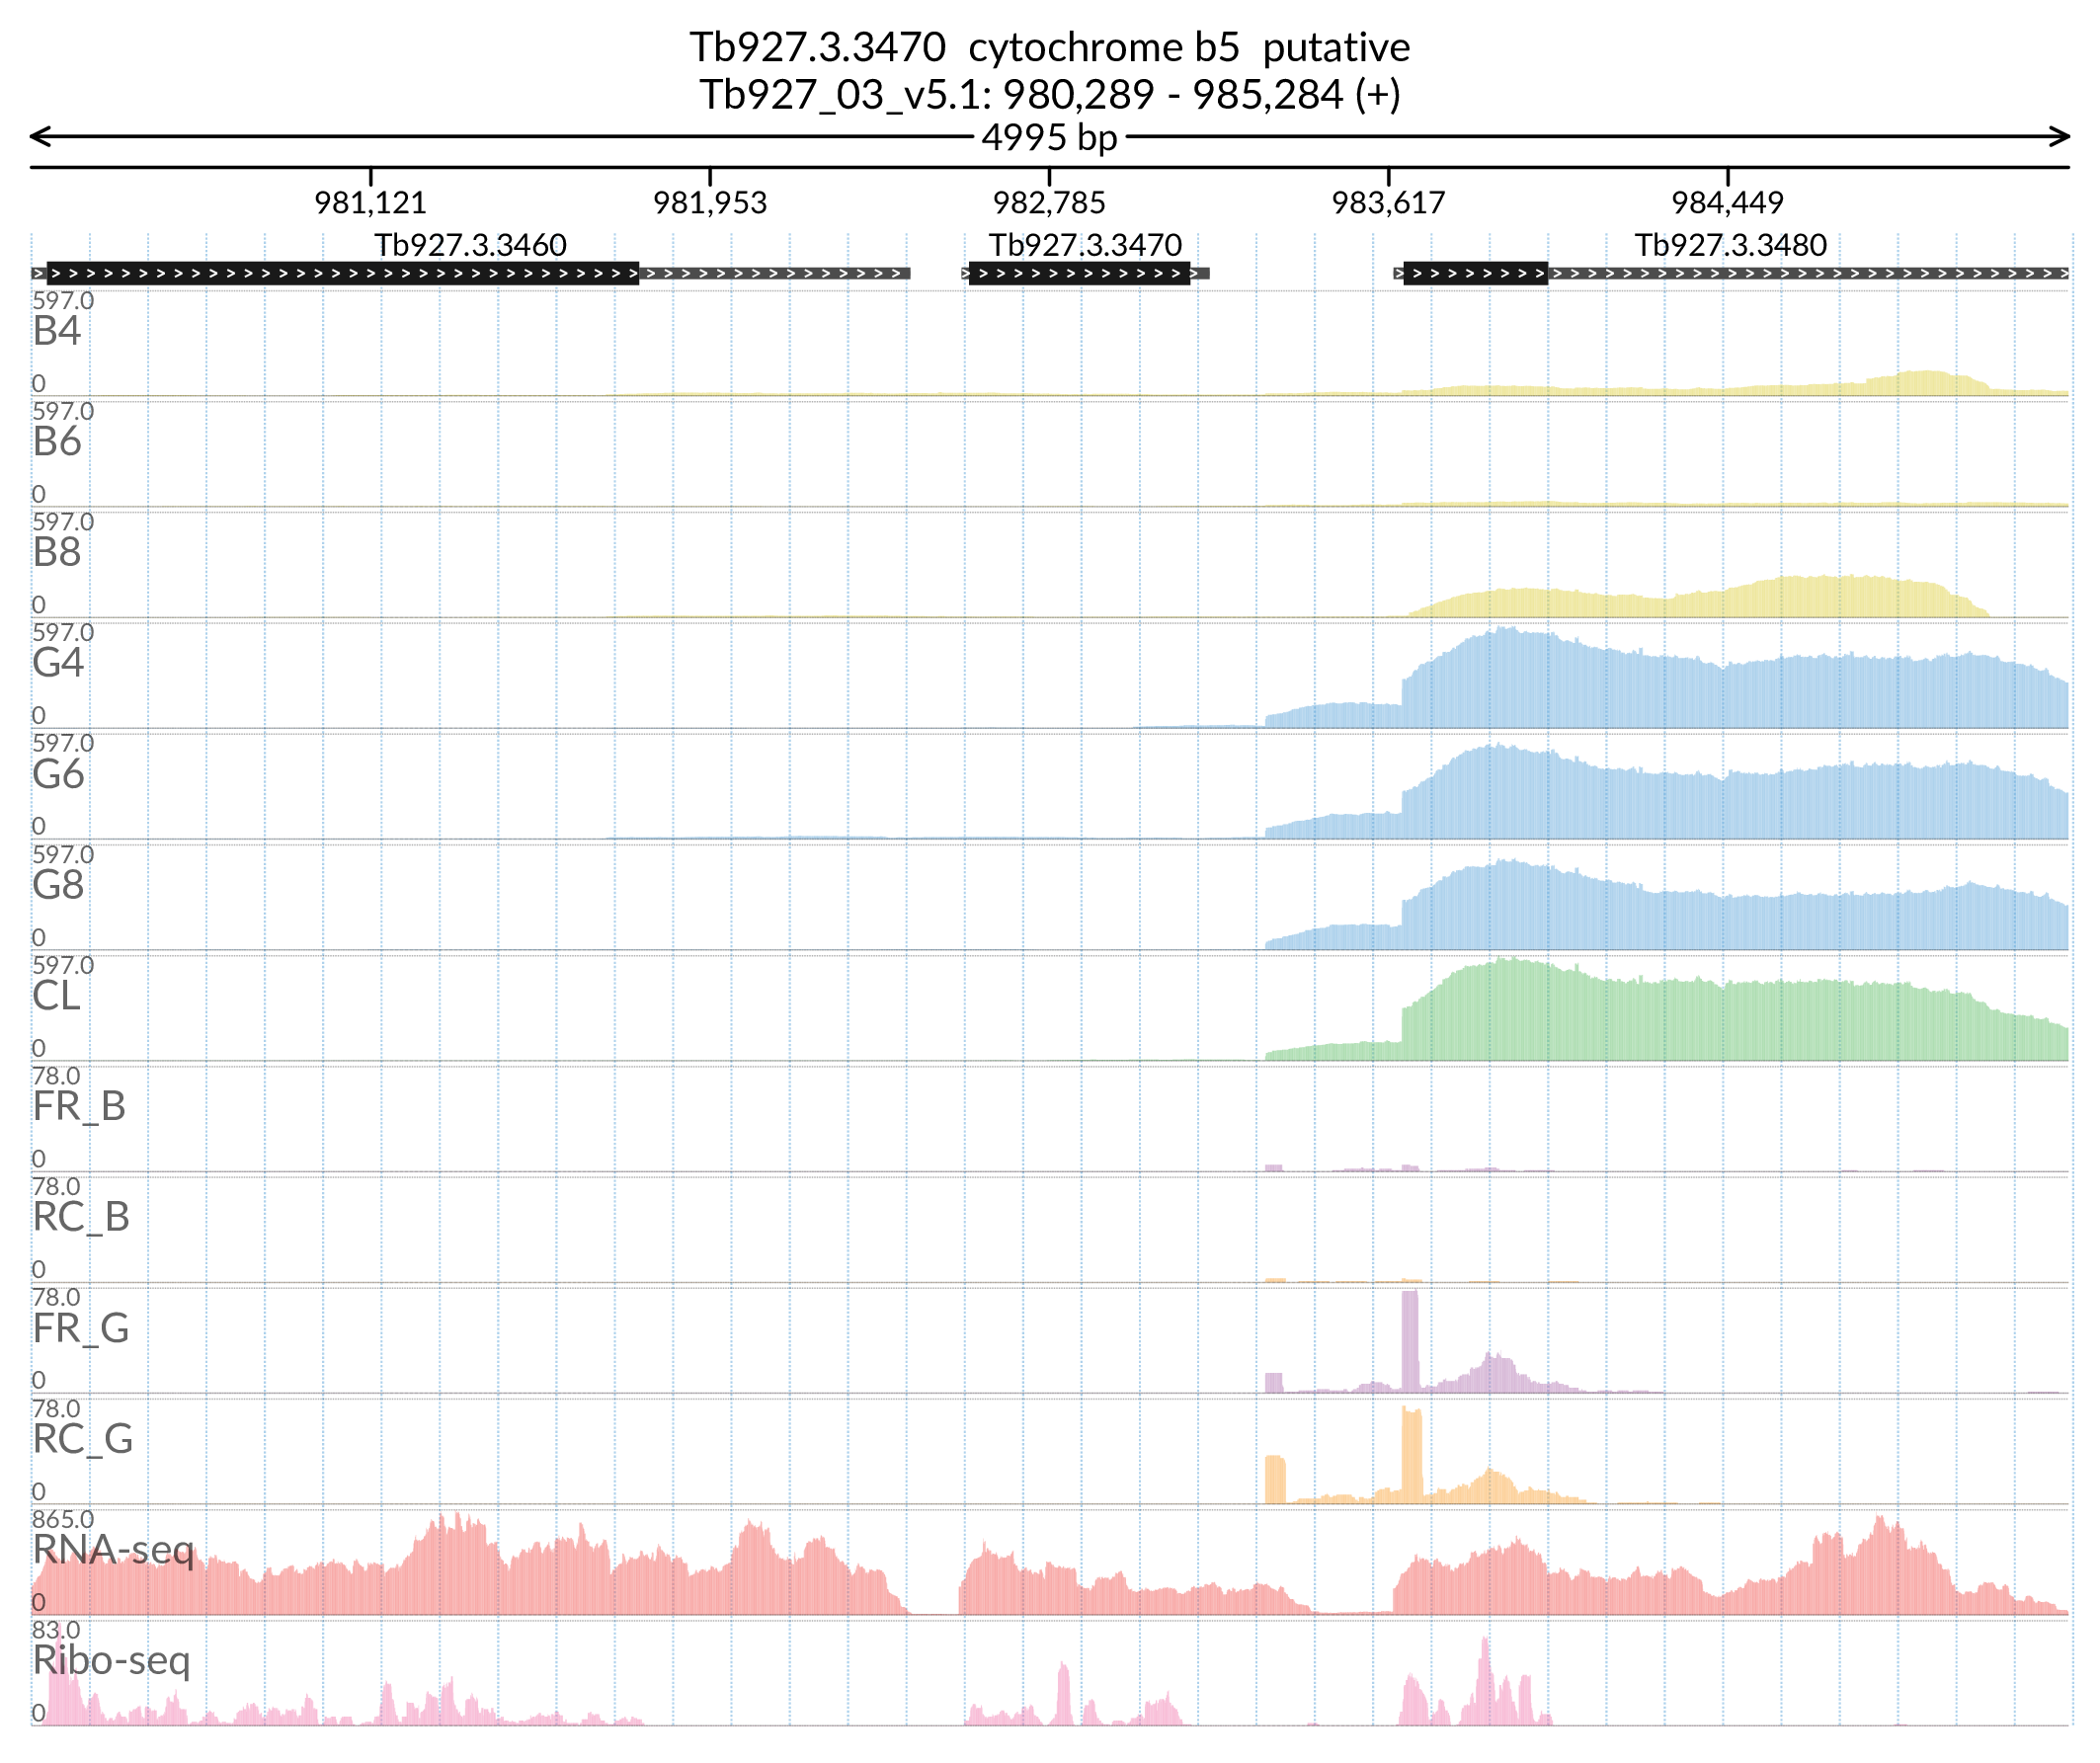 Tb927.3.3470 cytochrome b5 putative
Tb927_03_v5.1: 980,289 - 985,284 (+)
4995 bp
981,121 981,953 982,785 983,617 984,449
Tb927.3.3460 Tb927.3.3470 Tb927.3.3480
597.0
B4
0
597.0
B6
0
597.0
B8
0
597.0
G4
0
597.0
G6
0
597.0
G8
0
597.0
CL
0
78.0
FR_B
0
78.0
RC_B
0
78.0
FR_G
0
78.0
RC_G
0
865.0
RNA-seq
0
83.0
Ribo-seq
0